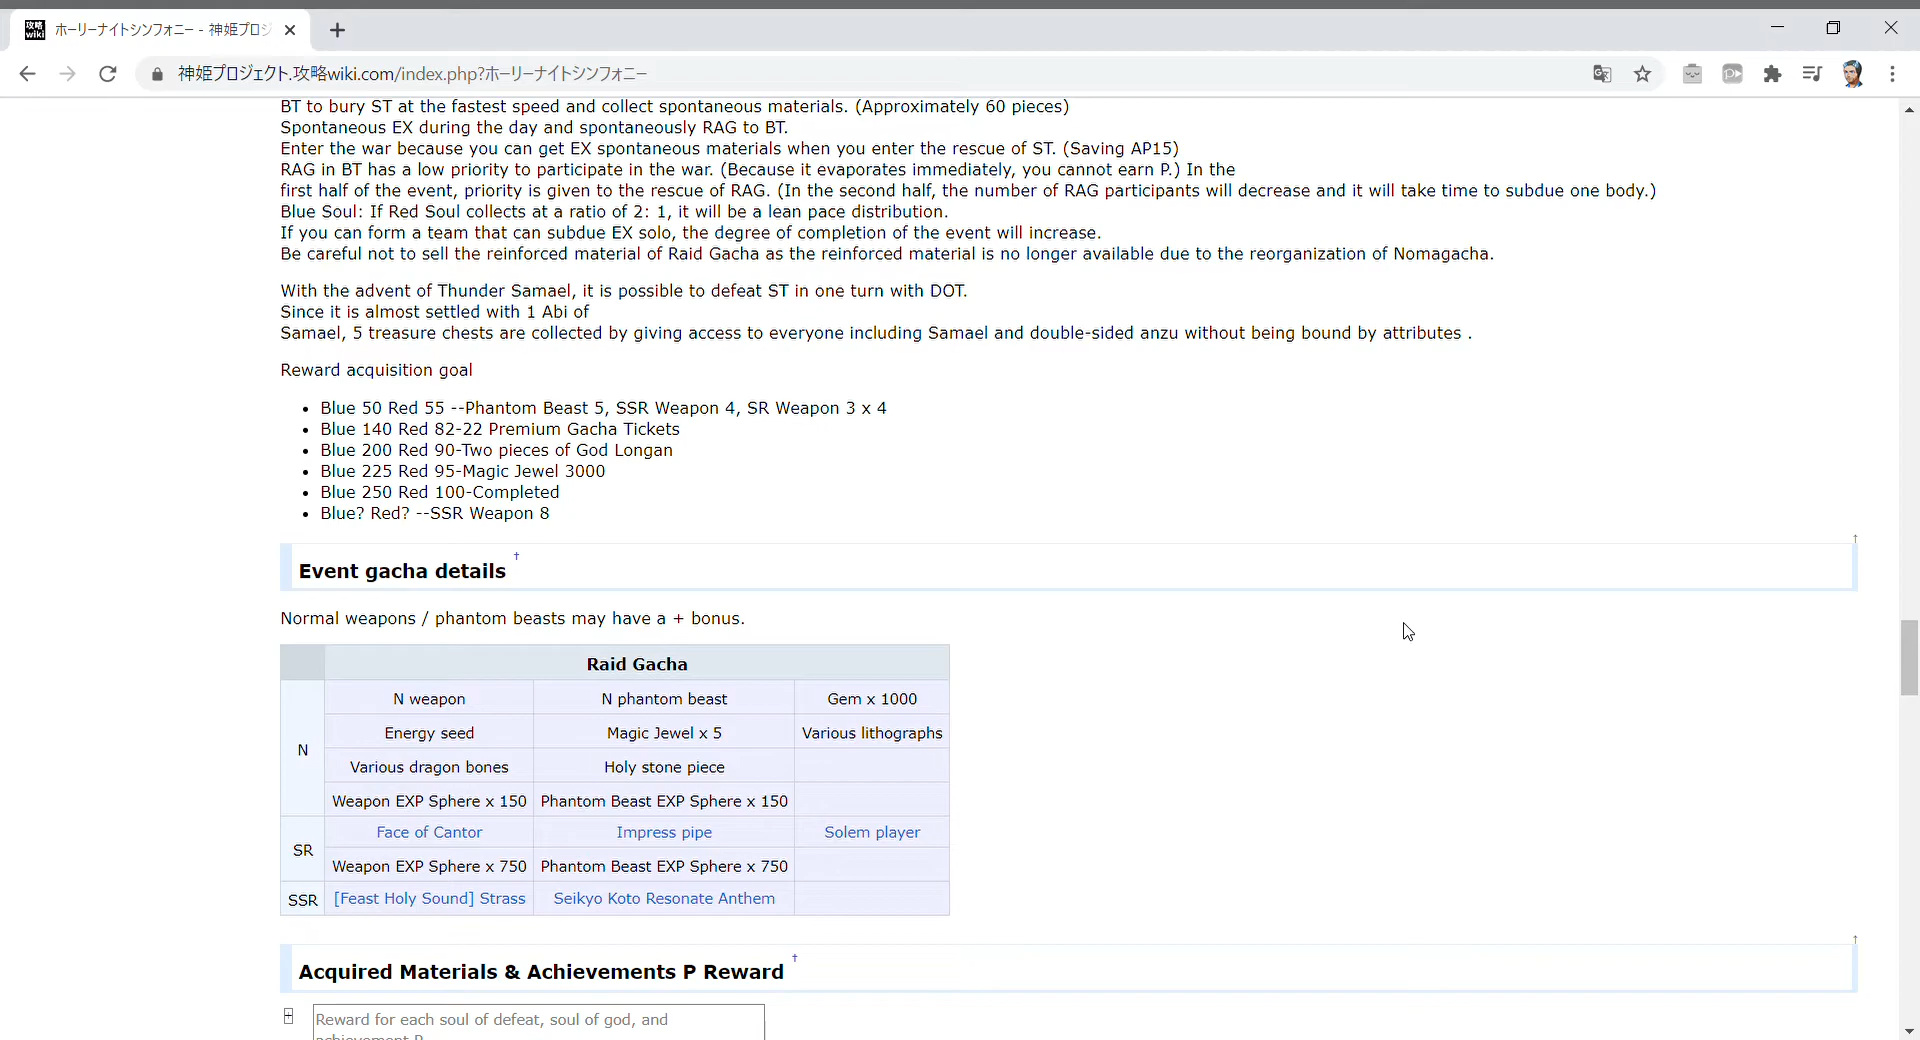 攻略
wiki
ホーリーナイトシンフォニー - 神姫プロジ
神姫プロジェクト.攻略wiki.com/index.php?ホーリーナイトシンフォニー
BT to bury ST at the fastest speed and collect spontaneous materials. (Approximately 60 pieces)
Spontaneous EX during the day and spontaneously RAG to BT.
Enter the war because you can get EX spontaneous materials when you enter the rescue of ST. (Saving AP15)
RAG in BT has a low priority to participate in the war. (Because it evaporates immediately, you cannot earn P.) In the
first half of the event, priority is given to the rescue of RAG. (In the second half, the number of RAG participants will decrease and it will take time to subdue one body.)
Blue Soul: If Red Soul collects at a ratio of 2: 1, it will be a lean pace distribution.
If you can form a team that can subdue EX solo, the degree of completion of the event will increase.
Be careful not to sell the reinforced material of Raid Gacha as the reinforced material is no longer available due to the reorganization of Nomagacha.
With the advent of Thunder Samael, it is possible to defeat ST in one turn with DOT.
Since it is almost settled with 1 Abi of
Samael, 5 treasure chests are collected by giving access to everyone including Samael and double-sided anzu without being bound by attributes .
Reward acquisition goal
• Blue 50 Red 55 --Phantom Beast 5, SSR Weapon 4, SR Weapon 3 x 4
• Blue 140 Red 82-22 Premium Gacha Tickets
• Blue 200 Red 90-Two pieces of God Longan
• Blue 225 Red 95-Magic Jewel 3000
• Blue 250 Red 100-Completed
• Blue? Red? --SSR Weapon 8
†
Event gacha details †
Normal weapons / phantom beasts may have a + bonus.
Raid Gacha
N
N weapon N phantom beast Gem x 1000
Energy seed Magic Jewel x 5 Various lithographs
Various dragon bones Holy stone piece
Weapon EXP Sphere x 150 Phantom Beast EXP Sphere x 150
SR
Face of Cantor Impress pipe Solem player
Weapon EXP Sphere x 750 Phantom Beast EXP Sphere x 750
SSR [Feast Holy Sound] Strass Seikyo Koto Resonate Anthem
†
Acquired Materials & Achievements P Reward †
Reward for each soul of defeat, soul of god, and
achievement P